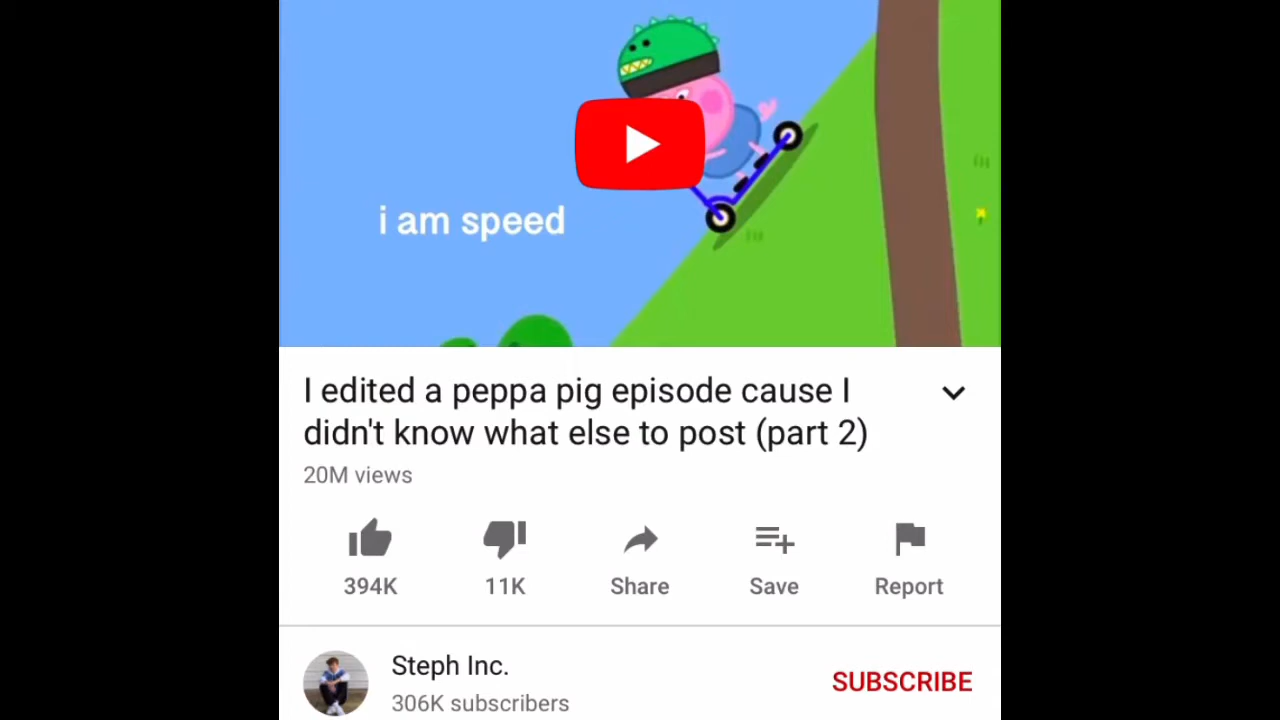 i am speed
I edited a peppa pig episode cause I
didn't know what else to post (part 2)
20M views
394K 11K Share Save Report
Steph Inc.
306K subscribers
SUBSCRIBE